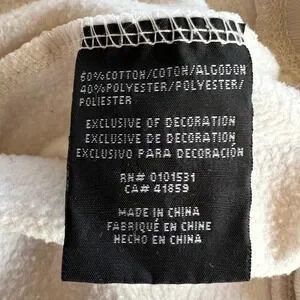 60%COTTON/COTON/ALGODON
40%POLYESTER/POLYESTER/
POLIESTER
EXCLUSIVE OF DECORATION
EXCLUSIVE DE DECORATION
EXCLUSIVO PARA DECORACIÓN
RN# 0101531
CA# 41859
MADE IN CHINA
FABRIQUÉ EN CHINE
HECHO EN CHINA